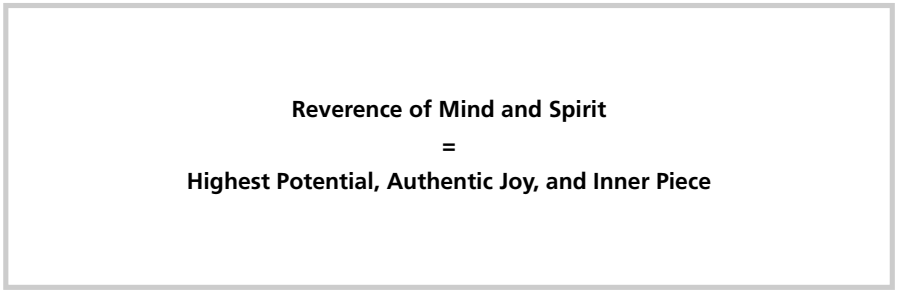 Reverence of Mind and Spirit
=
Highest Potential, Authentic Joy, and Inner Piece